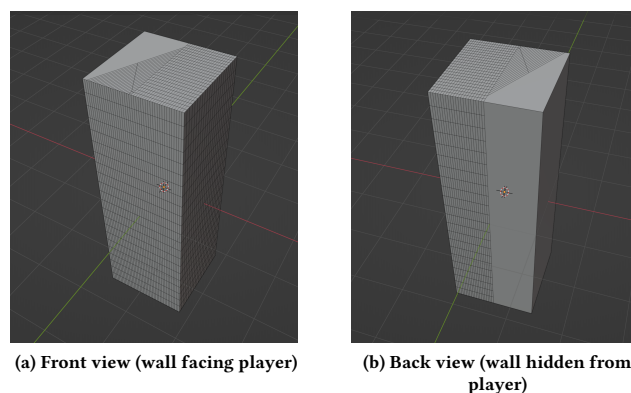 (a) Front view (wall facing player)
(b) Back view (wall hidden from
player)